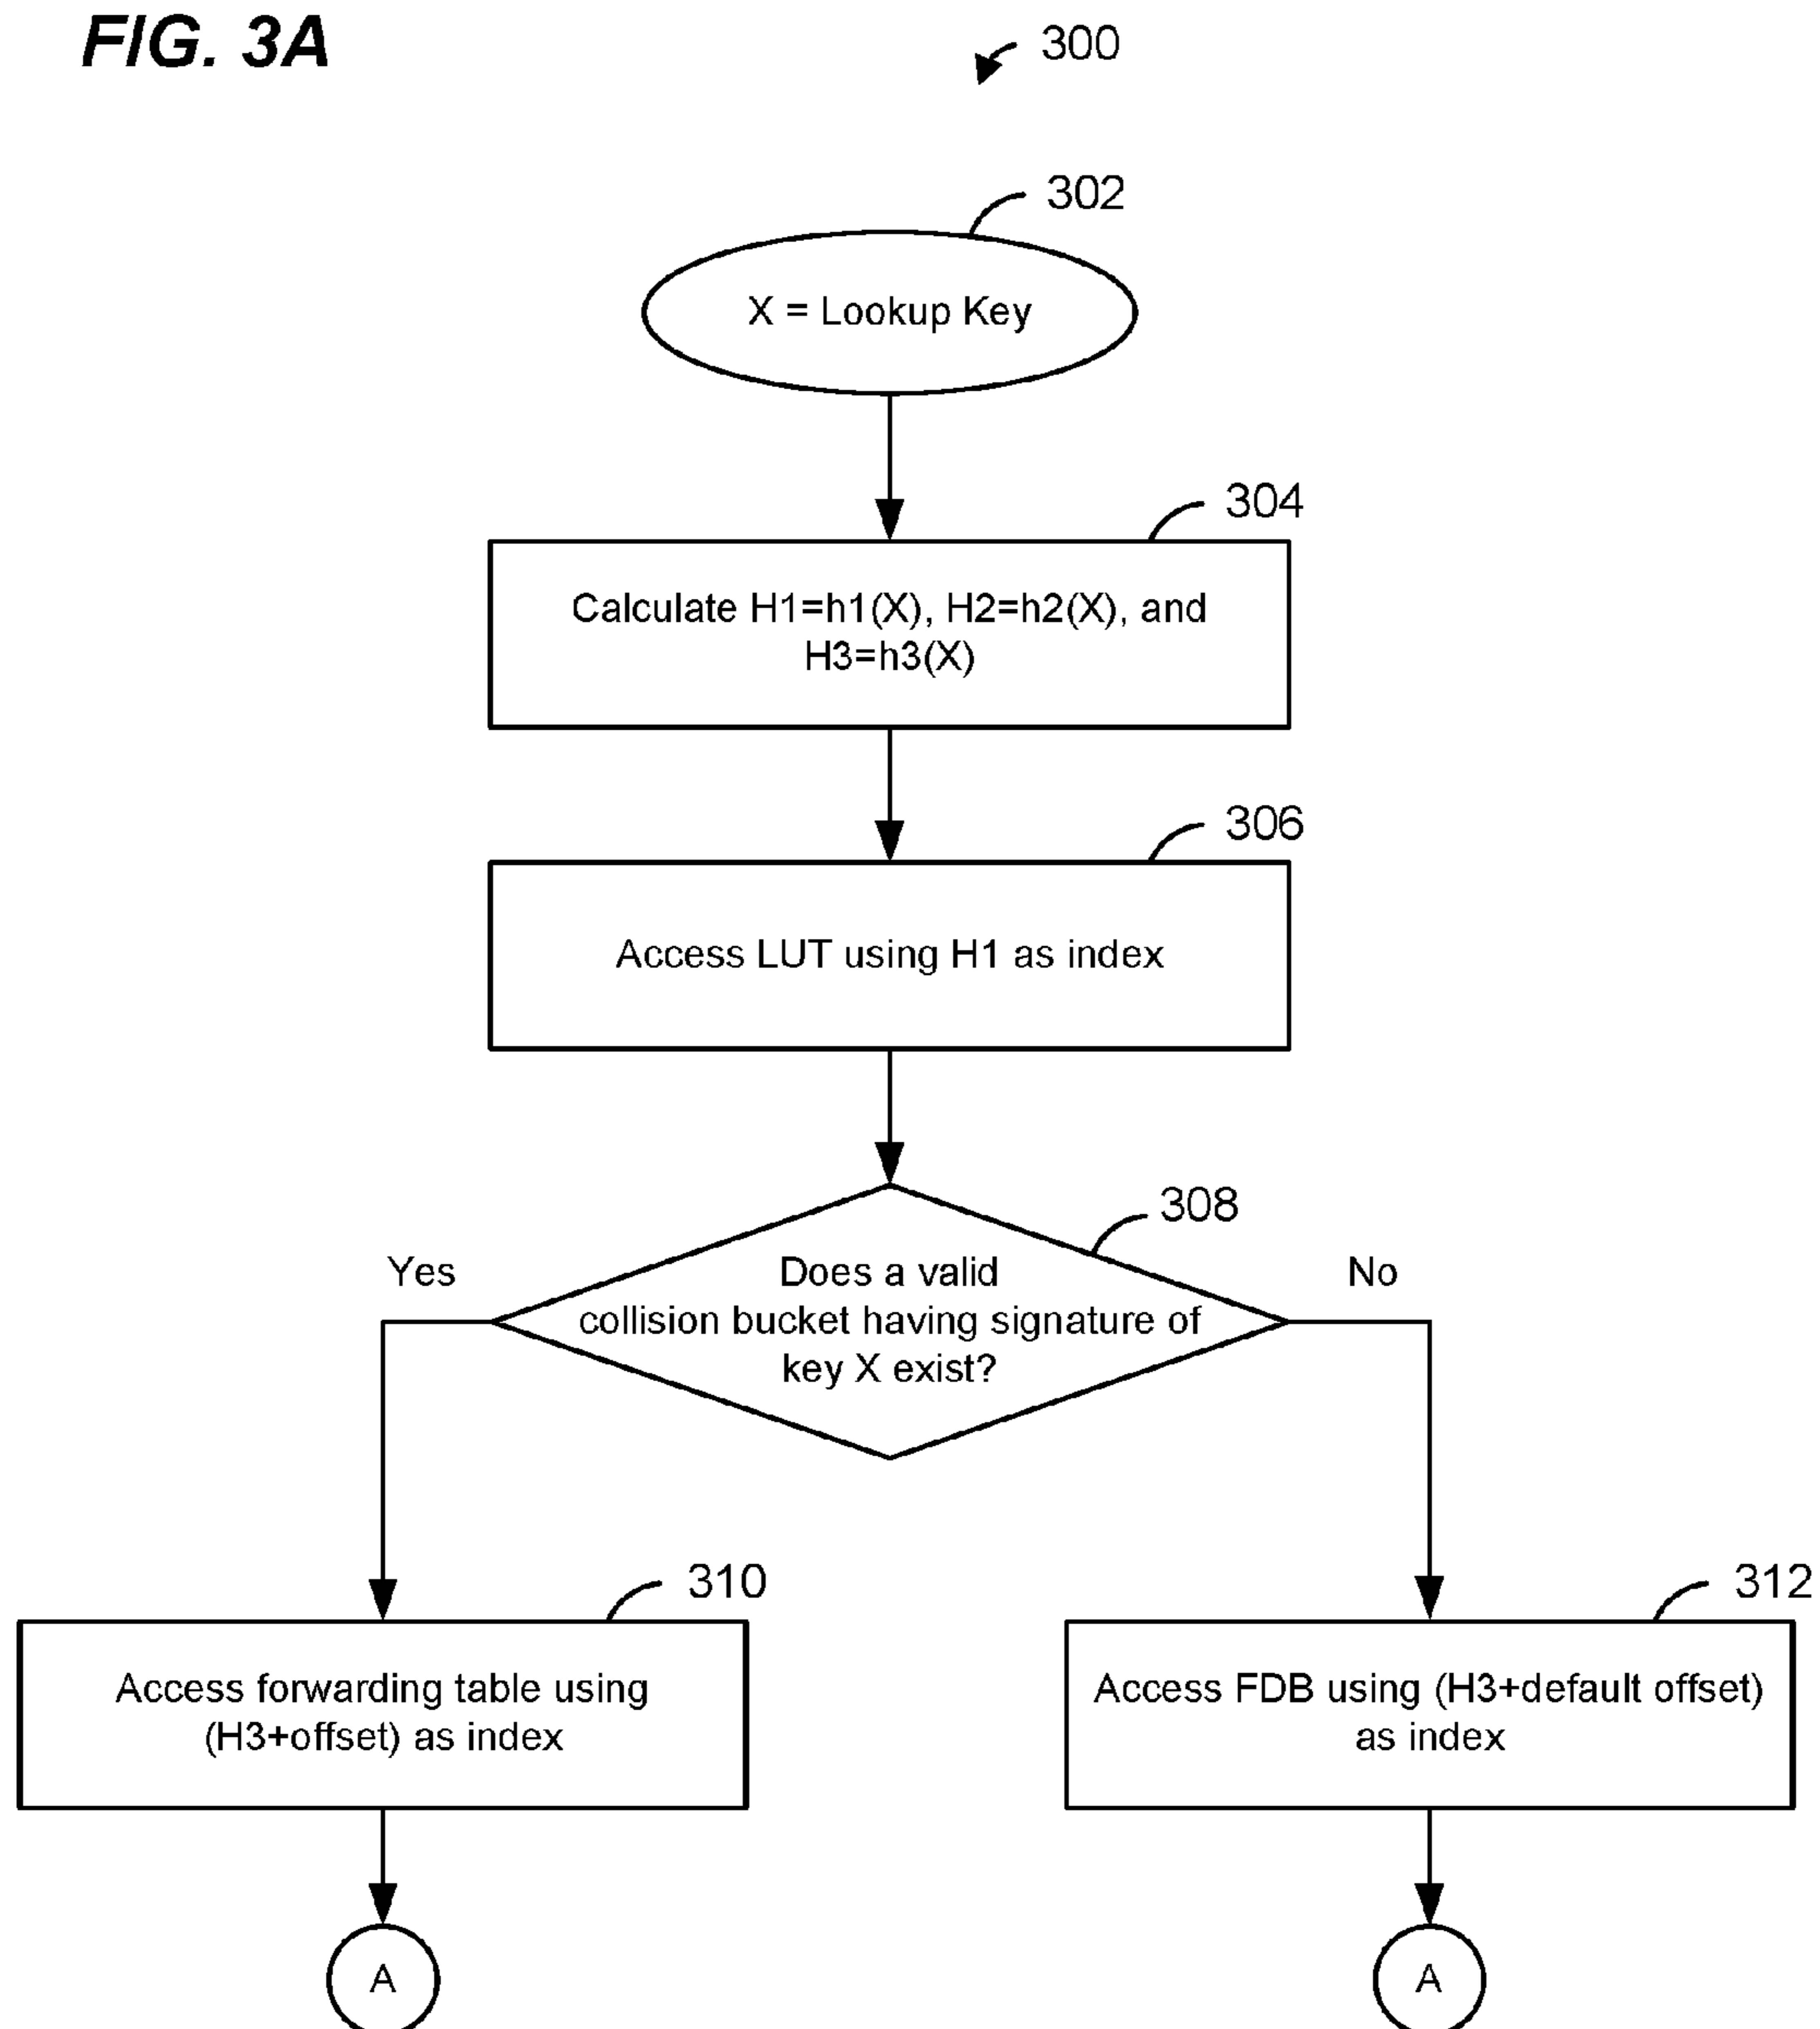 FIG. 3A
300
302
X = Lookup Key
304
Calculate H1=h1(X), H2=h2(X), and
H3=h3(X)
306
Access LUT using H1 as index
308
Yes
Does a valid
No
collision bucket having signature of
key X exist?
310
312
Access forwarding table using
(H3+offset) as index
Access FDB using (H3+default offset)
as index
A
A